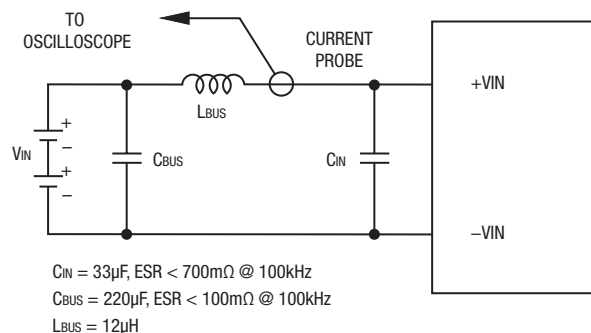 TO
OSCILLOSCOPE
CURRENT
PROBE
+VIN
LBUS
VIN
+
−
+
−
CBUS
CIN
−VIN
CIN = 33µF, ESR < 700mΩ @ 100kHz
CBUS = 220µF, ESR < 100mΩ @ 100kHz
LBUS = 12µH